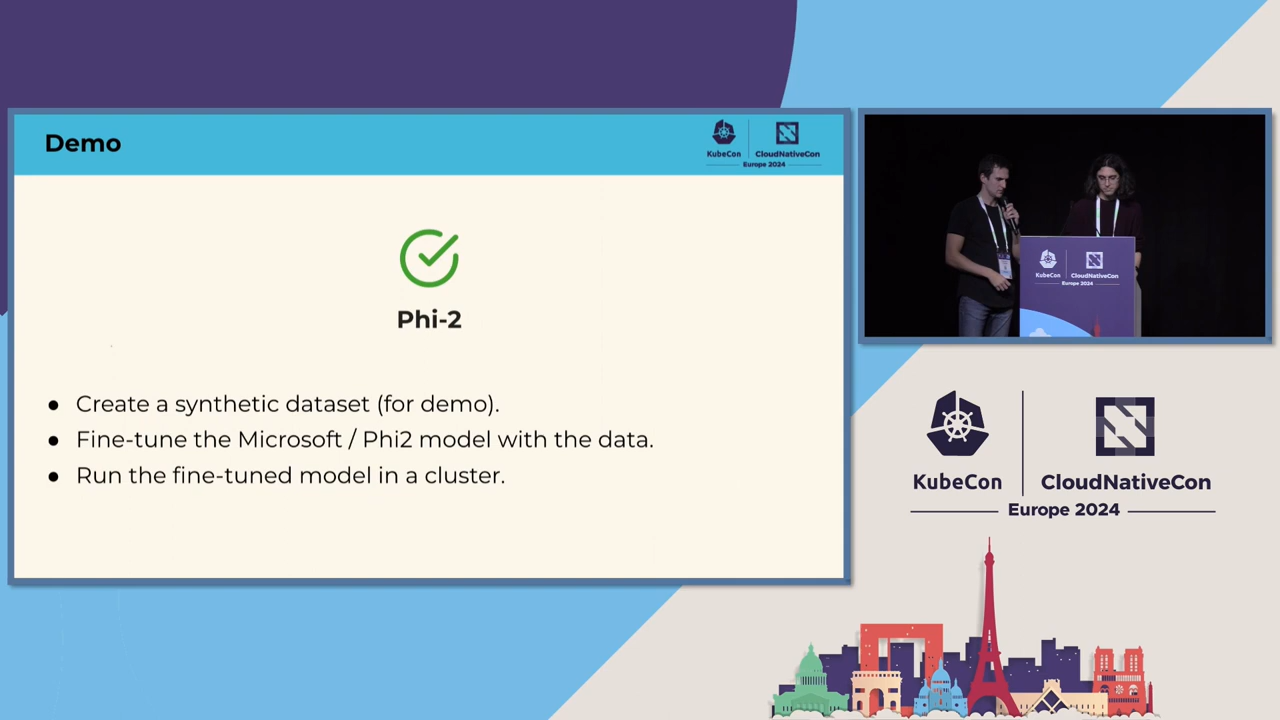 Demo
KubeCon
CloudNativeCon
Europe 2024
Phi-2
● Create a synthetic dataset (for demo).
● Fine-tune the Microsoft / Phi2 model with the data.
● Run the fine-tuned model in a cluster.
KubeCon
CloudNativeCon
Europe 2024
KubeCon
CloudNativeCon
Europe 2024